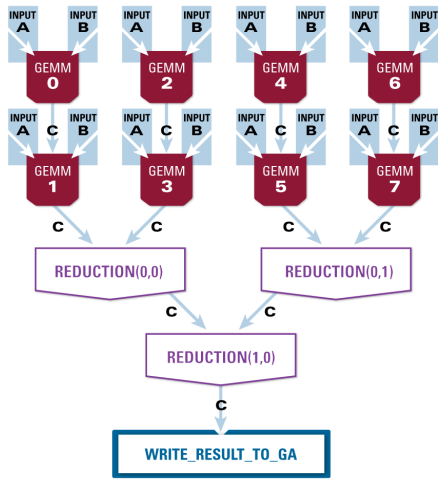 INPUT A INPUT B INPUT A INPUT B INPUT A INPUT B INPUT A INPUT B
GEMM 0 GEMM 2 GEMM 4 GEMM 6
C C C C
INPUT A INPUT B INPUT A INPUT B INPUT A INPUT B INPUT A INPUT B
GEMM 1 GEMM 3 GEMM 5 GEMM 7
C C C C
REDUCTION(0,0) REDUCTION(0,1)
C C
REDUCTION(1,0)
C
WRITE_RESULT_TO_GA